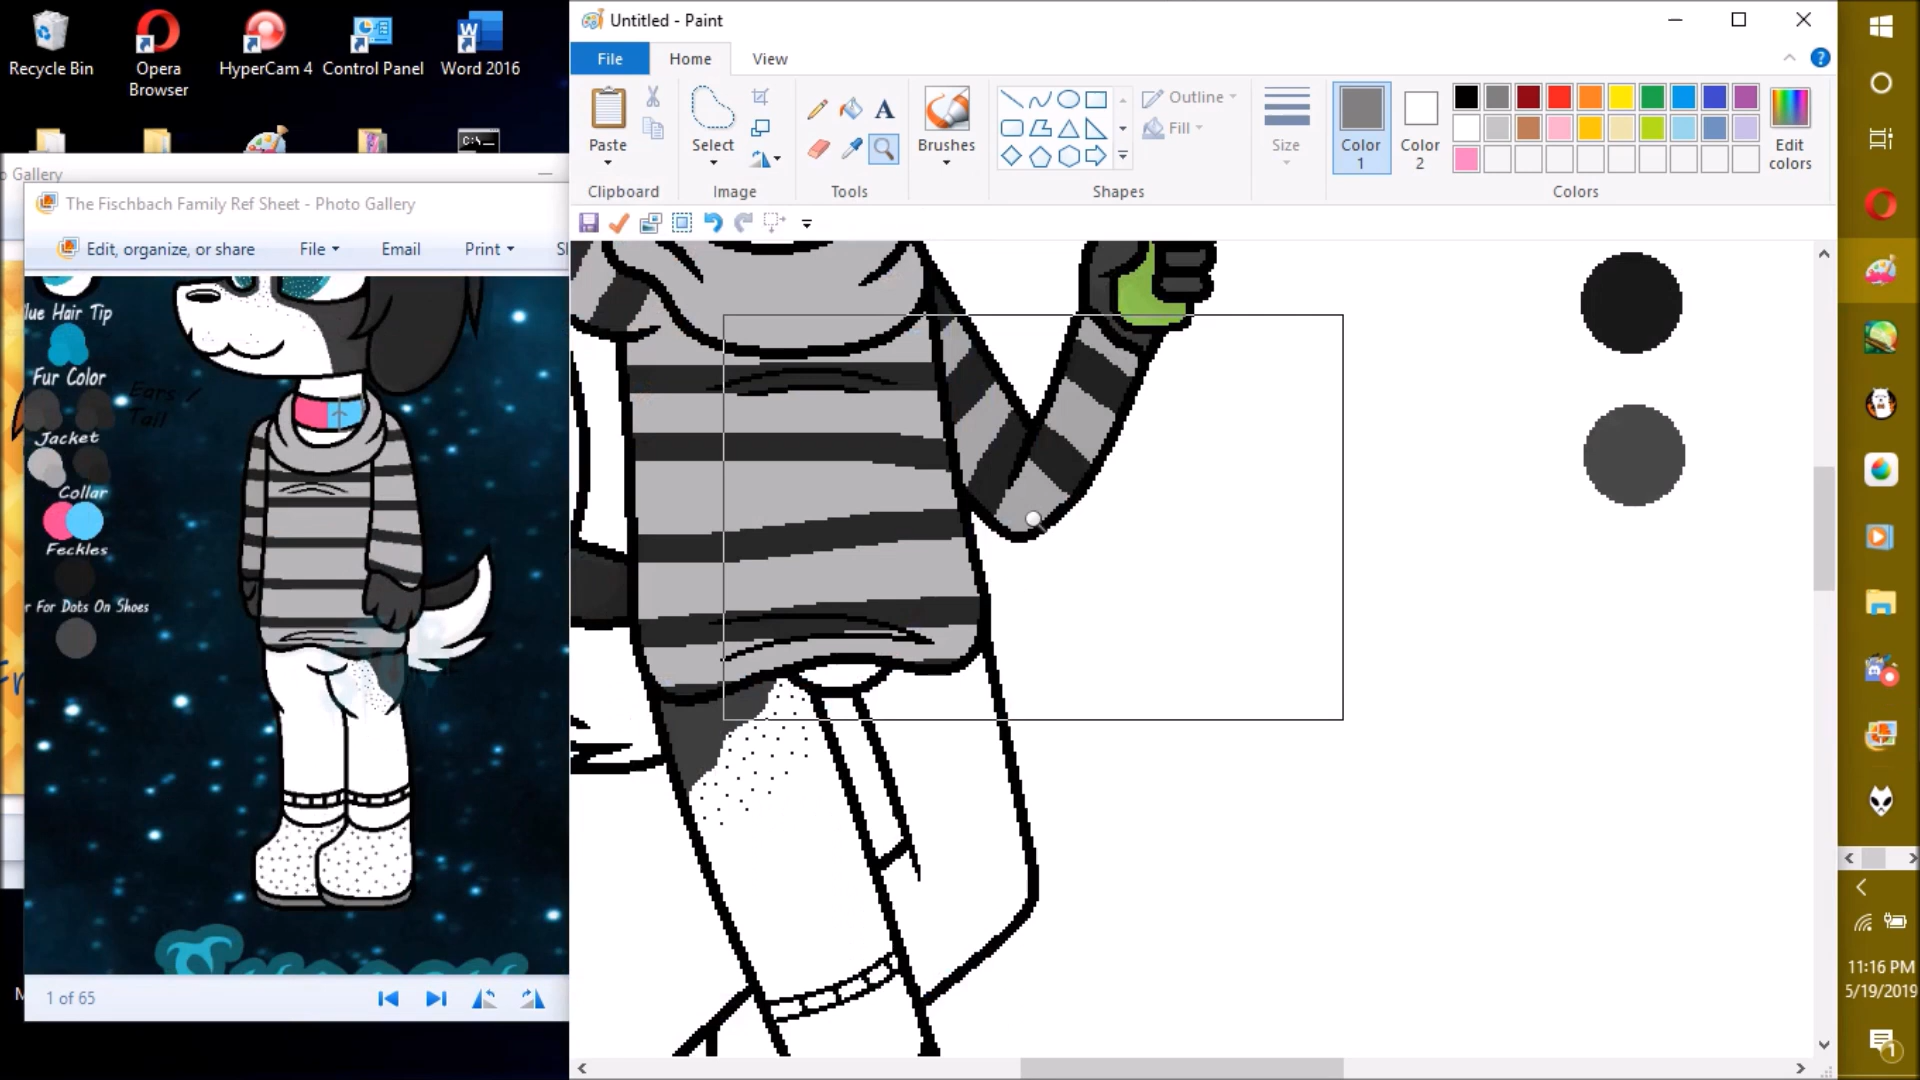 Recycle Bin
Opera
Browser
HyperCam 4
Control Panel
Word 2016
C:\
o Gallery
The Fischbach Family Ref Sheet - Photo Gallery
Edit, organize, or share
File
Email
Print
lue Hair Tip
Fur Color
Ears /
Tail
Jacket
Collar
Feckles
r For Dots On Shoes
1 of 65
Untitled - Paint
File
Home
View
Paste
Select
Brushes
Outline
Fill
Size
Color
1
Color
2
Edit
colors
Clipboard
Image
Tools
Shapes
Colors
11:16 PM
5/19/2019
1